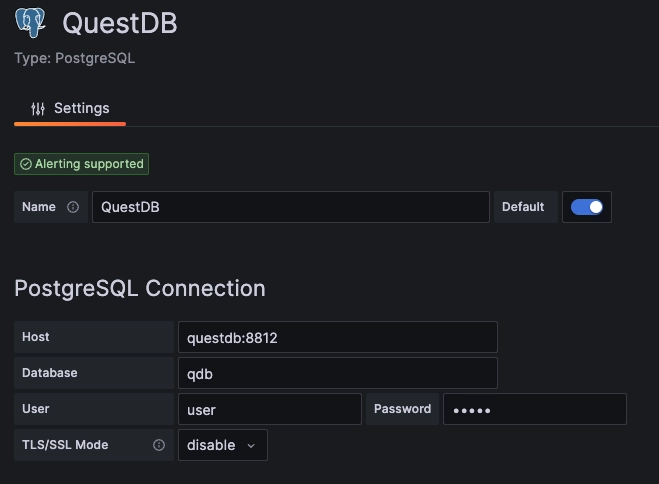 QuestDB
Type: PostgreSQL
Settings
Alerting supported
Name QuestDB Default
PostgreSQL Connection
Host questdb:8812
Database qdb
User user Password •••••
TLS/SSL Mode disable